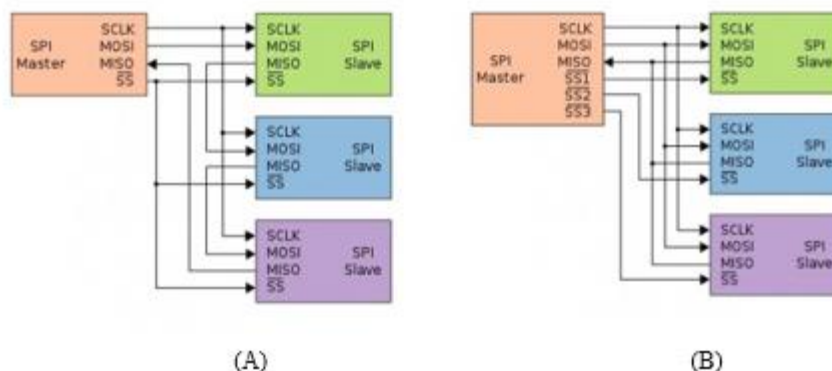 SPI
Master
SCLK
MOSI
MISO
SS
SCLK
MOSI
MISO
SS
SPI
Slave
SCLK
MOSI
MISO
SS
SPI
Slave
SCLK
MOSI
MISO
SS
SPI
Slave
(A)
SPI
Master
SCLK
MOSI
MISO
SS1
SS2
SS3
SCLK
MOSI
MISO
SS
SPI
Slave
SCLK
MOSI
MISO
SS
SPI
Slave
SCLK
MOSI
MISO
SS
SPI
Slave
(B)